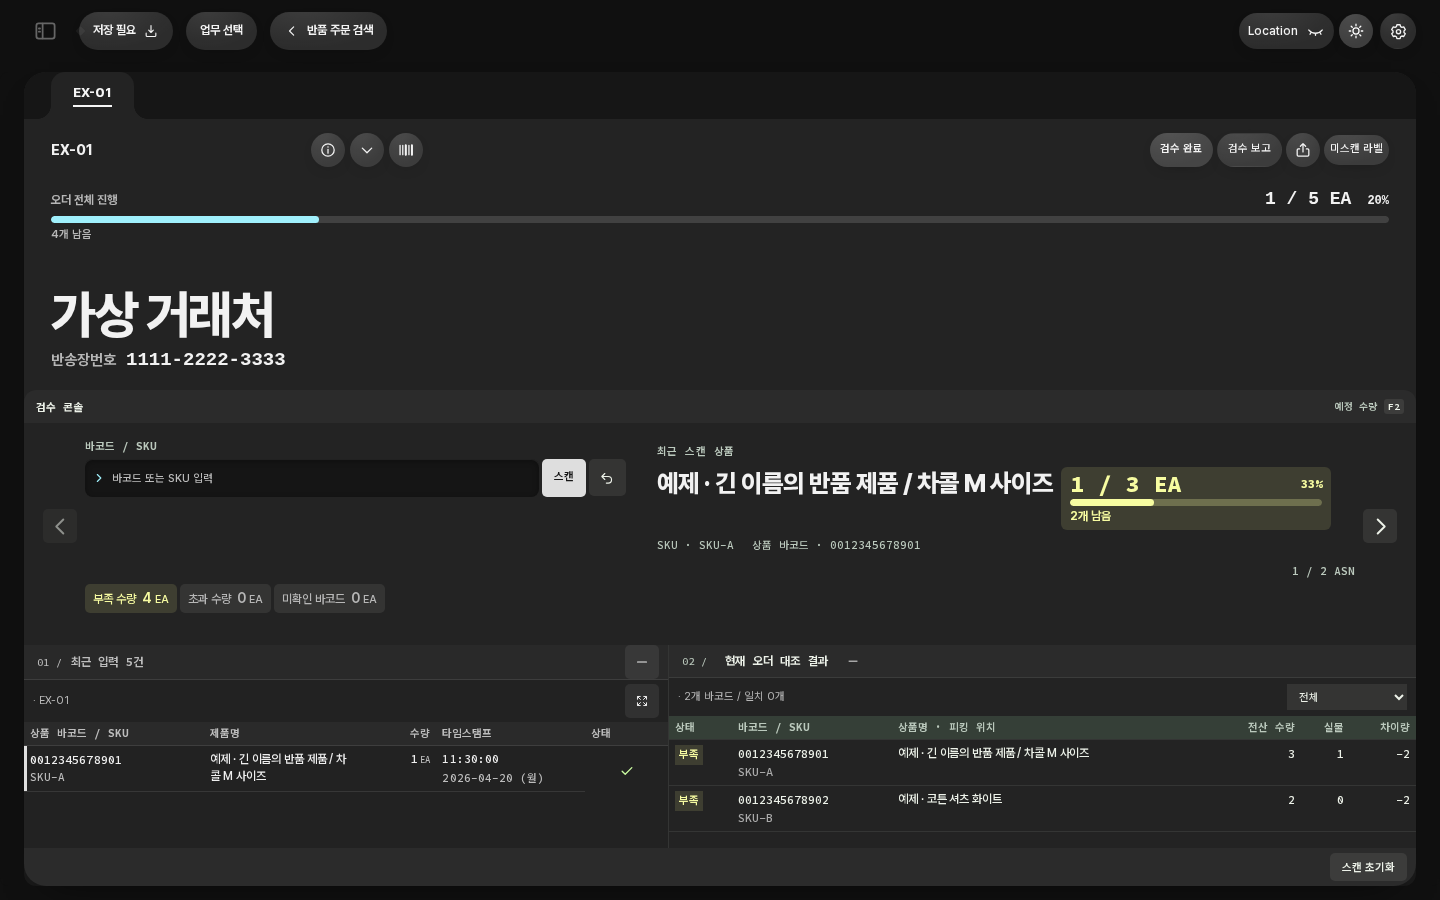 저장 필요
업무 선택
반품 주문 검색
Location
EX-01
EX-01
검수 완료
검수 보고
미스캔 라벨
오더 전체 진행
1 / 5 EA 20%
4개 남음
가상 거래처
반송장번호 1111-2222-3333
검수 콘솔
예정 수량 F2
바코드 / SKU
바코드 또는 SKU 입력
스캔
최근 스캔 상품
예제 · 긴 이름의 반품 제품 / 차콜 M 사이즈
1 / 3 EA 33%
2개 남음
SKU · SKU-A 상품 바코드 · 0012345678901
1 / 2 ASN
부족 수량 4 EA
초과 수량 0 EA
미확인 바코드 0 EA
01 / 최근 입력 5건
· EX-01
상품 바코드 / SKU 제품명 수량 타임스탬프 상태
0012345678901 예제 · 긴 이름의 반품 제품 / 차 1 EA 11:30:00
SKU-A 콜 M 사이즈 2026-04-20 (월)
02 / 현재 오더 대조 결과
· 2개 바코드 / 일치 0개
전체
상태 바코드 / SKU 상품명 · 피킹 위치 전산 수량 실물 차이량
부족 0012345678901 예제 · 긴 이름의 반품 제품 / 차콜 M 사이즈 3 1 -2
SKU-A
부족 0012345678902 예제 · 코튼 셔츠 화이트 2 0 -2
SKU-B
스캔 초기화